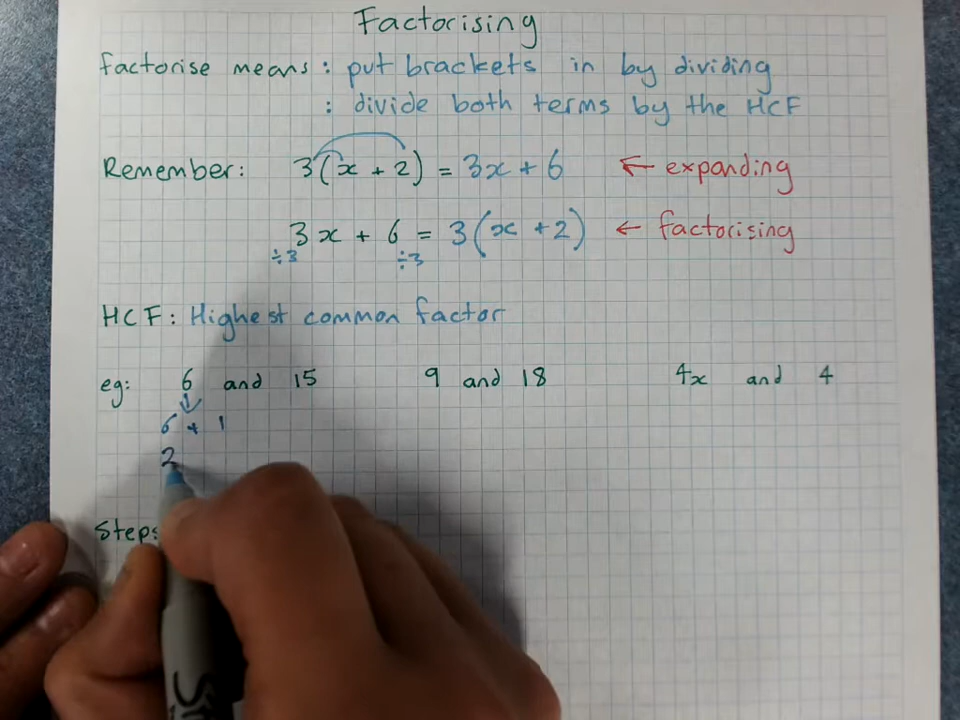 Factorising
factorise means : put brackets in by dividing
: divide both terms by the HCF
Remember: 3(x + 2) = 3x + 6 ← expanding
3x + 6 = 3(x + 2) ← factorising
÷3 ÷3
HCF: Highest common factor
eg: 6 and 15 9 and 18 4x and 4
6 + 1
2
Steps